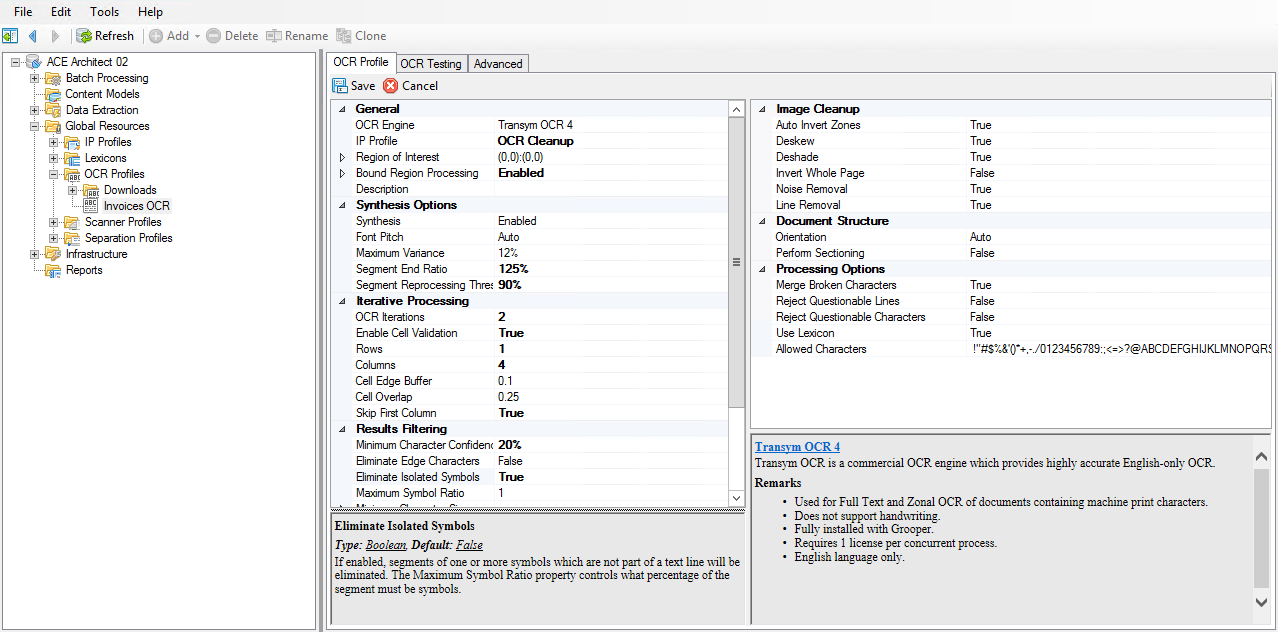 File Edit Tools Help
Refresh Add Delete Rename Clone
ACE Architect 02
Batch Processing
Content Models
Data Extraction
Global Resources
IP Profiles
Lexicons
OCR Profiles
Downloads
Invoices OCR
Scanner Profiles
Separation Profiles
Infrastructure
Reports
OCR Profile OCR Testing Advanced
Save Cancel
General
OCR Engine Transym OCR 4
IP Profile OCR Cleanup
Region of Interest (0,0):(0,0)
Bound Region Processing Enabled
Description
Synthesis Options
Synthesis Enabled
Font Pitch Auto
Maximum Variance 12%
Segment End Ratio 125%
Segment Reprocessing Thres 90%
Iterative Processing
OCR Iterations 2
Enable Cell Validation True
Rows 1
Columns 4
Cell Edge Buffer 0.1
Cell Overlap 0.25
Skip First Column True
Results Filtering
Minimum Character Confidenc 20%
Eliminate Edge Characters False
Eliminate Isolated Symbols True
Maximum Symbol Ratio 1
Eliminate Isolated Symbols
Type: Boolean, Default: False
If enabled, segments of one or more symbols which are not part of a text line will be
eliminated. The Maximum Symbol Ratio property controls what percentage of the
segment must be symbols.
Image Cleanup
Auto Invert Zones True
Deskew True
Deshade True
Invert Whole Page False
Noise Removal True
Line Removal True
Document Structure
Orientation Auto
Perform Sectioning False
Processing Options
Merge Broken Characters True
Reject Questionable Lines False
Reject Questionable Characters False
Use Lexicon True
Allowed Characters !"#$%&'()*+,-./0123456789:;<=>?@ABCDEFGHIJKLMNOPQRS
Transym OCR 4
Transym OCR is a commercial OCR engine which provides highly accurate English-only OCR.
Remarks
• Used for Full Text and Zonal OCR of documents containing machine print characters.
• Does not support handwriting.
• Fully installed with Grooper.
• Requires 1 license per concurrent process.
• English language only.